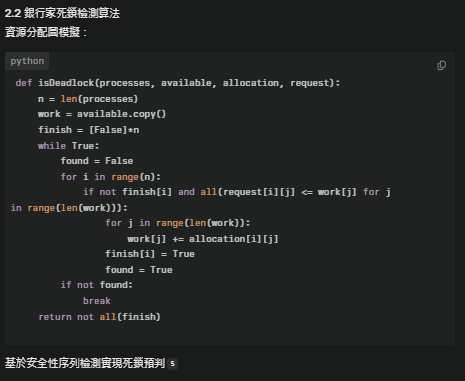 2.2 銀行家死鎖檢測算法
資源分配圖模擬：
python
def isDeadlock(processes, available, allocation, request):
    n = len(processes)
    work = available.copy()
    finish = [False]*n
    while True:
        found = False
        for i in range(n):
            if not finish[i] and all(request[i][j] <= work[j] for j
in range(len(work))):
                for j in range(len(work)):
                    work[j] += allocation[i][j]
                finish[i] = True
                found = True
        if not found:
            break
    return not all(finish)
基於安全性序列檢測實現死鎖預判 5